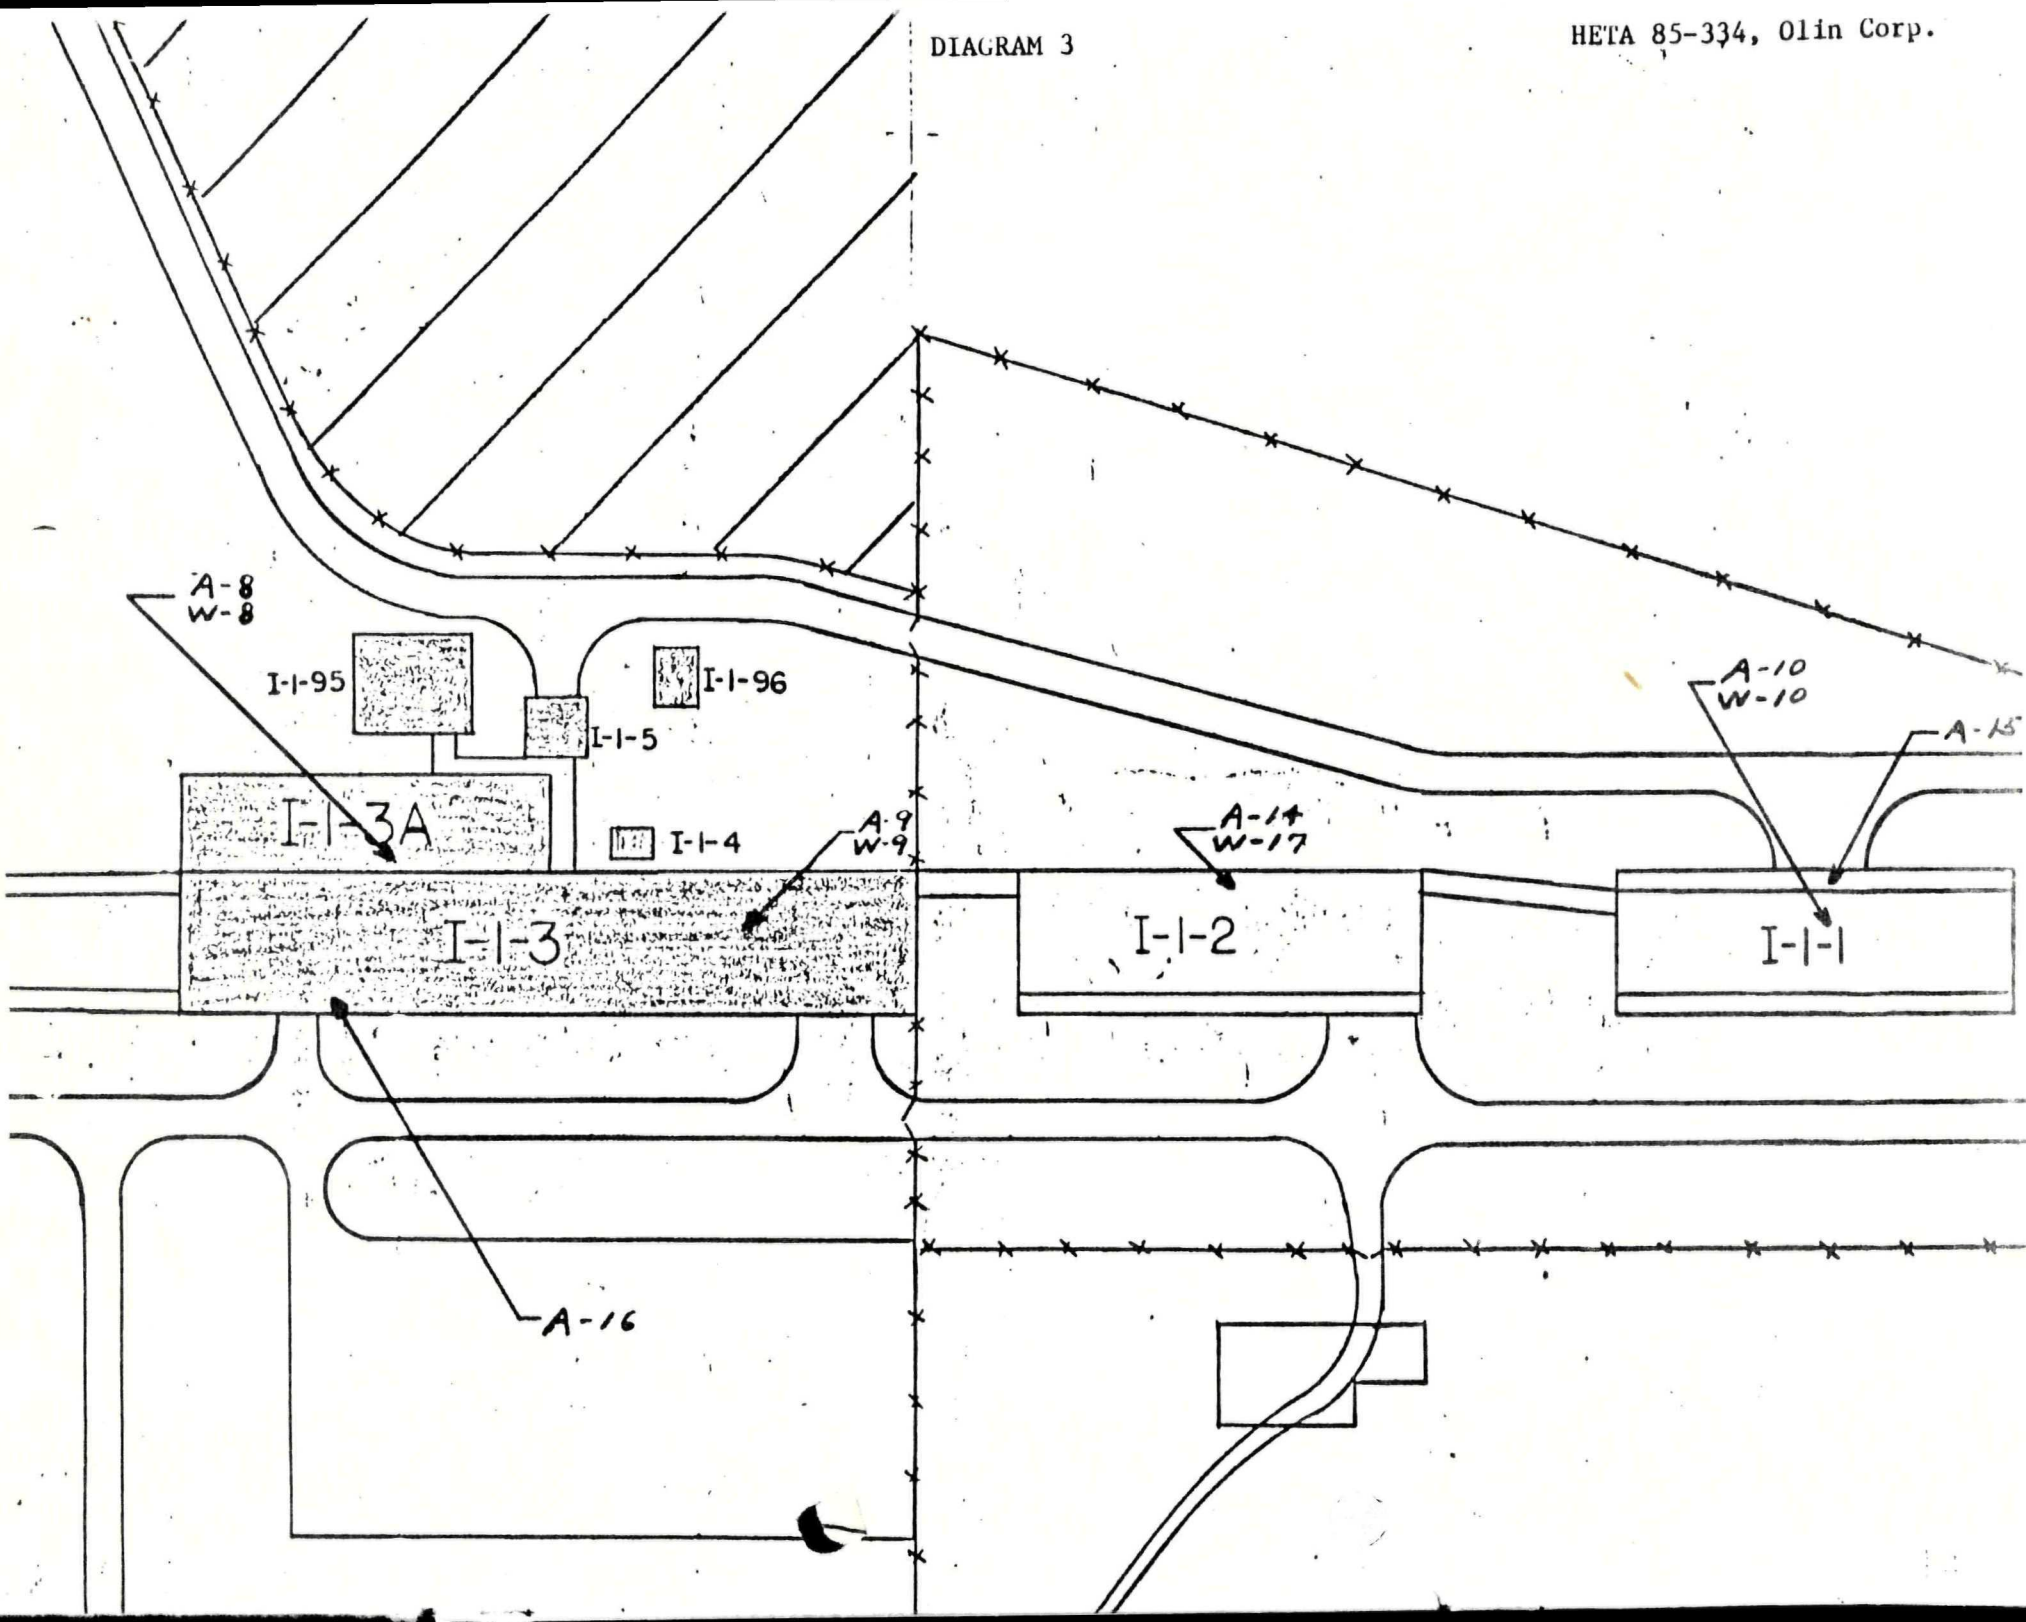 DIAGRAM 3
HETA 85-334, Olin Corp.
A-8
W-8
I-1-95
I-1-96
I-1-5
A-10
W-10
A-15
I-1-3A
I-1-4
A-9
W-9
A-14
W-17
I-1-3
I-1-2
I-1-1
A-16